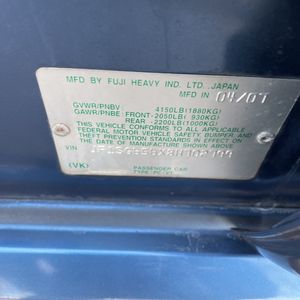 MFD BY FUJI HEAVY IND. LTD. JAPAN
MFD IN 04/07
GVWR/PNBV 4150LB(1880KG)
GAWR/PNBE: FRONT-2050LB( 930KG)
REAR -2200LB(1000KG)
THIS VEHICLE CONFORMS TO ALL APPLICABLE
FEDERAL MOTOR VEHICLE SAFETY, BUMPER, AND
THEFT PREVENTION STANDARDS IN EFFECT ON THE
DATE OF MANUFACTURE SHOWN ABOVE.
VIN
(VK) PASSENGER CAR